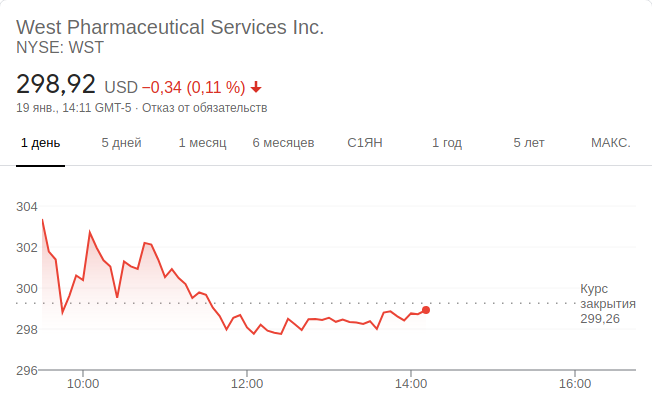 West Pharmaceutical Services Inc.
NYSE: WST
298,92 USD −0,34 (0,11 %)
19 янв., 14:11 GMT-5 · Отказ от обязательств
1 день 5 дней 1 месяц 6 месяцев С1ЯН 1 год 5 лет МАКС.
304
302
300
298
296
Курс
закрытия
299,26
10:00 12:00 14:00 16:00